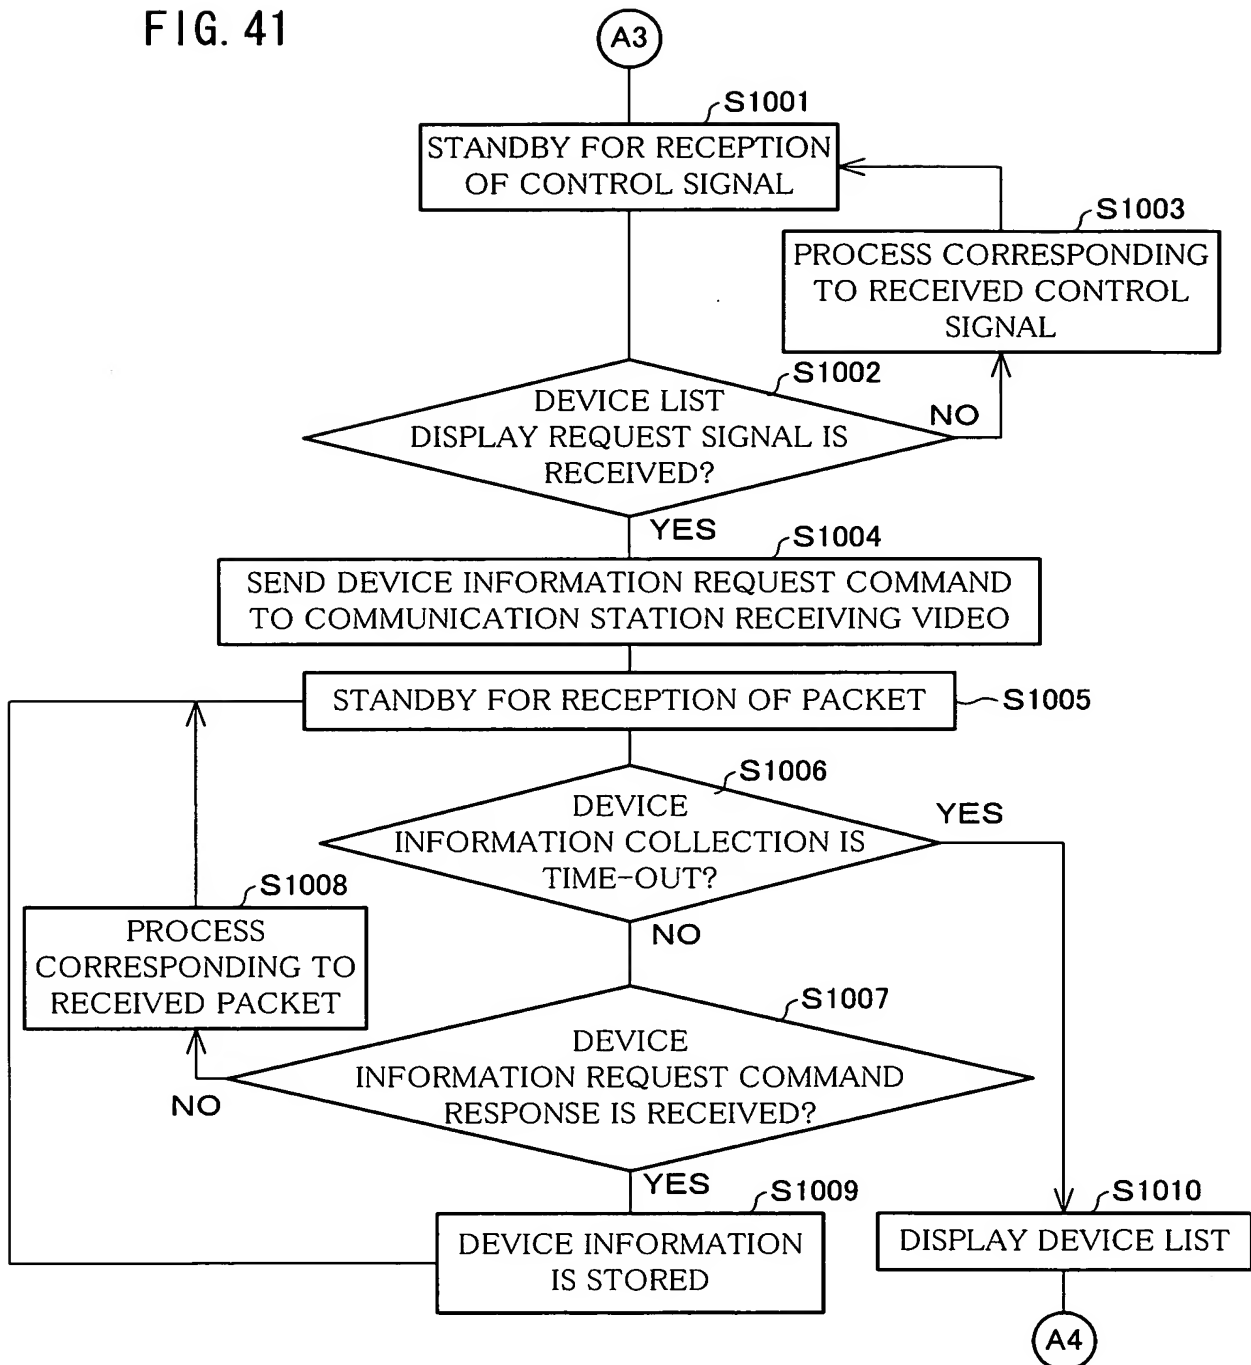 FIG. 41
A3
S1001
STANDBY FOR RECEPTION
OF CONTROL SIGNAL
S1003
PROCESS CORRESPONDING
TO RECEIVED CONTROL
SIGNAL
S1002
DEVICE LIST
DISPLAY REQUEST SIGNAL IS
RECEIVED?
NO
YES
S1004
SEND DEVICE INFORMATION REQUEST COMMAND
TO COMMUNICATION STATION RECEIVING VIDEO
STANDBY FOR RECEPTION OF PACKET
S1005
S1006
DEVICE
INFORMATION COLLECTION IS
TIME-OUT?
YES
NO
S1008
PROCESS
CORRESPONDING TO
RECEIVED PACKET
S1007
DEVICE
INFORMATION REQUEST COMMAND
RESPONSE IS RECEIVED?
NO
YES
S1009
DEVICE INFORMATION
IS STORED
S1010
DISPLAY DEVICE LIST
A4